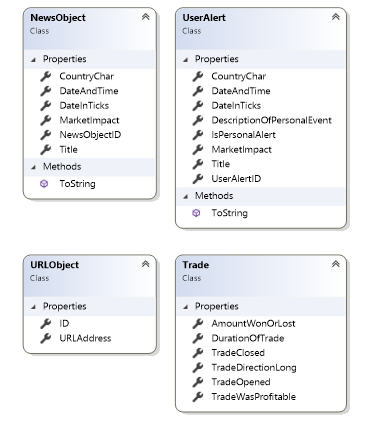 NewsObject
Class
Properties
CountryChar
DateAndTime
DateInTicks
MarketImpact
NewsObjectID
Title
Methods
ToString
UserAlert
Class
Properties
CountryChar
DateAndTime
DateInTicks
DescriptionOfPersonalEvent
IsPersonalAlert
MarketImpact
Title
UserAlertID
Methods
ToString
URLObject
Class
Properties
ID
URLAddress
Trade
Class
Properties
AmountWonOrLost
DurationOfTrade
TradeClosed
TradeDirectionLong
TradeOpened
TradeWasProfitable